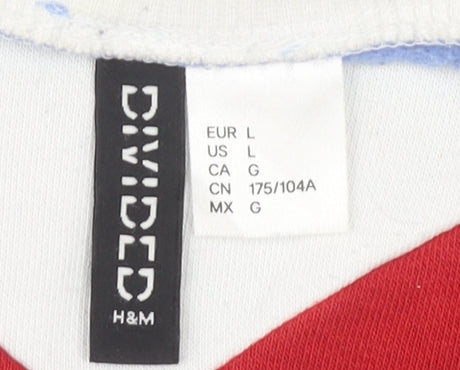 DIVIDED
H&M
EUR L
US L
CA G
CN 175/104A
MX G